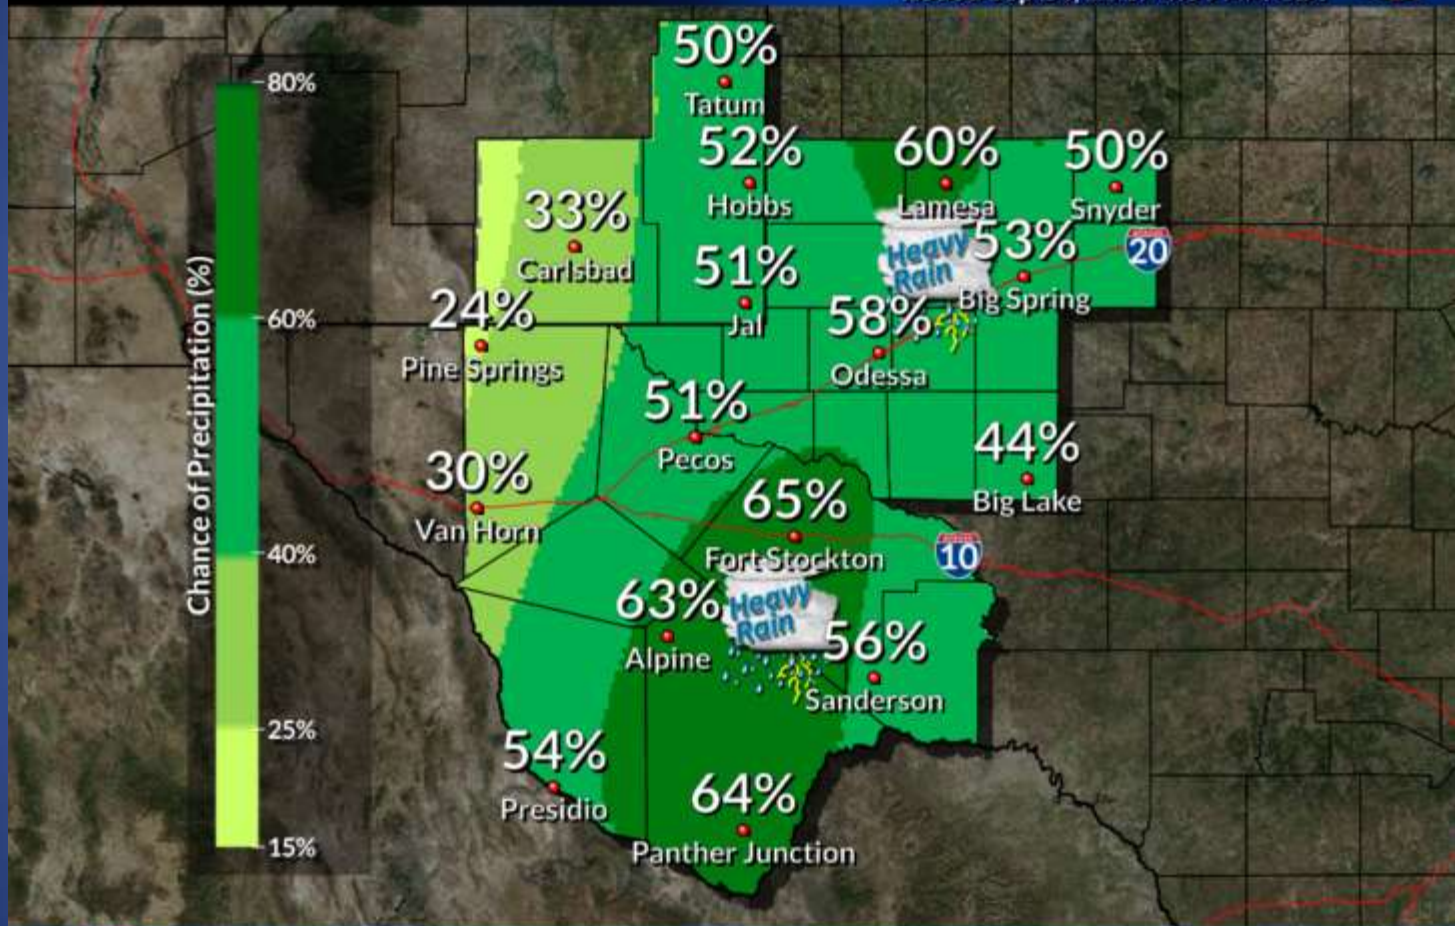 80%
60%
40%
25%
15%
Chance of Precipitation (%)
50%
Tatum
52%
Hobbs
60%
Lamesa
50%
Snyder
33%
Carlsbad
51%
Jal
Heavy
Rain
53%
Big Spring
20
24%
Pine Springs
58%
Odessa
51%
Pecos
44%
Big Lake
30%
Van Horn
65%
Fort Stockton
10
63%
Alpine
Heavy
Rain
56%
Sanderson
54%
Presidio
64%
Panther Junction